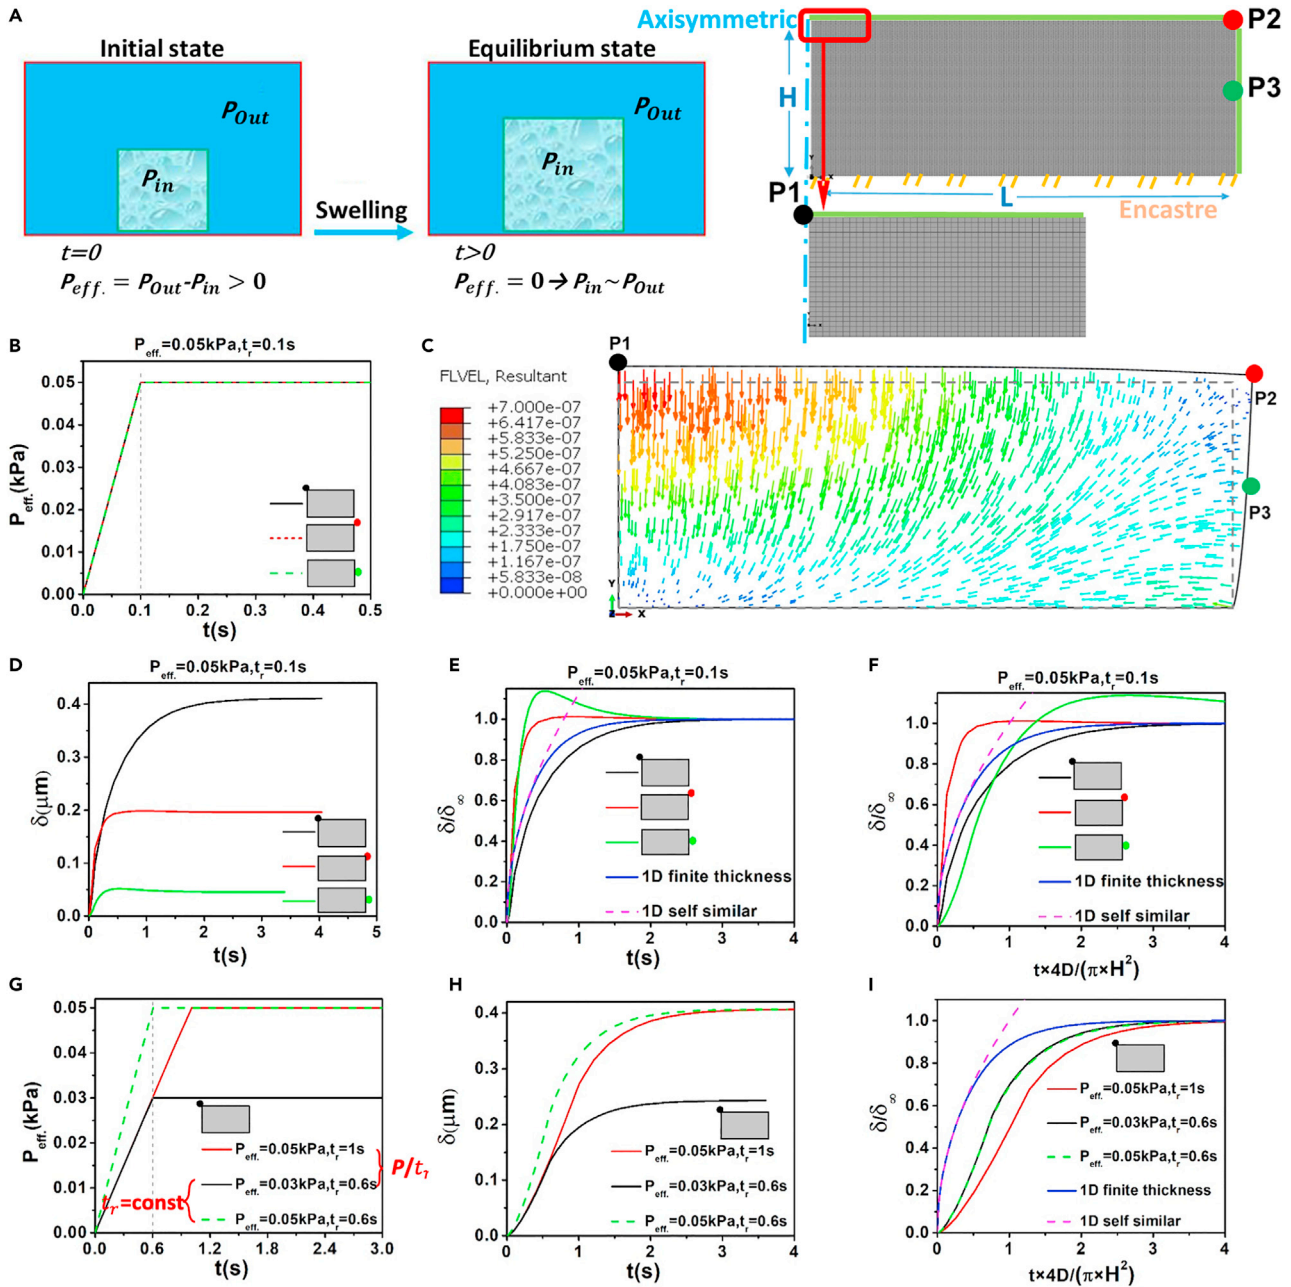 A
Initial state
P_Out
P_in
t=0
P_eff. = P_Out-P_in > 0
Swelling
Equilibrium state
P_Out
P_in
t>0
P_eff. = 0→P_in~P_Out
Axisymmetric
P2
H
P3
Y
X
L
Encastre
P1
B
P_eff.=0.05kPa,t_r=0.1s
P_eff.(kPa)
0.05
0.04
0.03
0.02
0.01
0.00
0.0 0.1 0.2 0.3 0.4 0.5
t(s)
C
P1
FLVEL, Resultant
+7.000e-07
+6.417e-07
+5.833e-07
+5.250e-07
+4.667e-07
+4.083e-07
+3.500e-07
+2.917e-07
+2.333e-07
+1.750e-07
+1.167e-07
+5.833e-08
+0.000e+00
P2
P3
Y
Z X
D
P_eff.=0.05kPa,t_r=0.1s
δ(μm)
0.4
0.3
0.2
0.1
0.0
0 1 2 3 4 5
t(s)
E
P_eff.=0.05kPa,t_r=0.1s
δ/δ_∞
1.0
0.8
0.6
0.4
0.2
0.0
1D finite thickness
1D self similar
0 1 2 3 4
t(s)
F
P_eff.=0.05kPa,t_r=0.1s
δ/δ_∞
1.0
0.8
0.6
0.4
0.2
0.0
1D finite thickness
1D self similar
0 1 2 3 4
t×4D/(π×H²)
G
P_eff.(kPa)
0.05
0.04
0.03
0.02
0.01
0.00
P_eff.=0.05kPa,t_r=1s
P_eff.=0.03kPa,t_r=0.6s
P_eff.=0.05kPa,t_r=0.6s
P/t_r
t_r=const
0.0 0.6 1.2 1.8 2.4 3.0
t(s)
H
δ(μm)
0.4
0.3
0.2
0.1
0.0
P_eff.=0.05kPa,t_r=1s
P_eff.=0.03kPa,t_r=0.6s
P_eff.=0.05kPa,t_r=0.6s
0 1 2 3 4
t(s)
I
δ/δ_∞
1.0
0.8
0.6
0.4
0.2
0.0
P_eff.=0.05kPa,t_r=1s
P_eff.=0.03kPa,t_r=0.6s
P_eff.=0.05kPa,t_r=0.6s
1D finite thickness
1D self similar
0 1 2 3 4
t×4D/(π×H²)